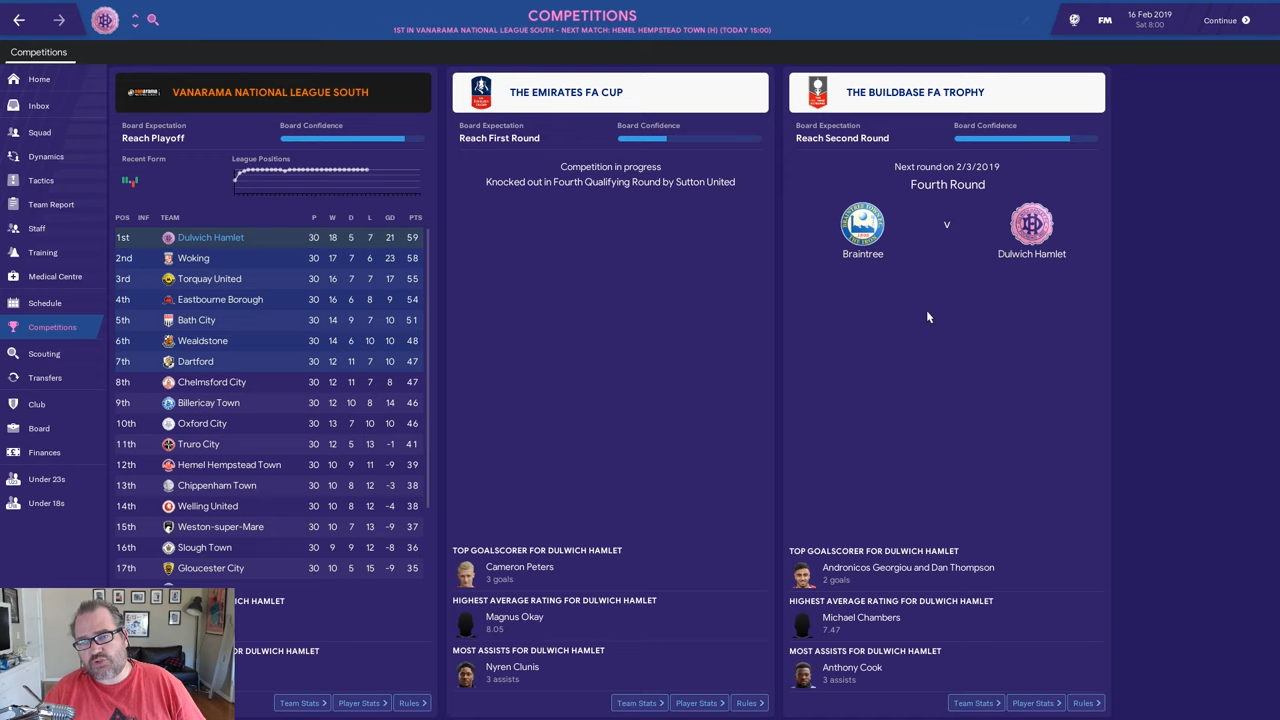 COMPETITIONS
1ST IN VANARAMA NATIONAL LEAGUE SOUTH - NEXT MATCH: HEMEL HEMPSTEAD TOWN (H) (TODAY 15:00)
FM
16 Feb 2019
Sat 8:00
Continue
Competitions
Home
Inbox
Squad
Dynamics
Tactics
Team Report
Staff
Training
Medical Centre
Schedule
Competitions
Scouting
Transfers
Club
Board
Finances
Under 23s
Under 18s
VANARAMA NATIONAL LEAGUE SOUTH
Board Expectation Board Confidence
Reach Playoff
Recent Form League Positions
POS INF TEAM P W D L GD PTS
1st Dulwich Hamlet 30 18 5 7 21 59
2nd Woking 30 17 7 6 23 58
3rd Torquay United 30 16 7 7 17 55
4th Eastbourne Borough 30 16 6 8 9 54
5th Bath City 30 14 9 7 10 51
6th Wealdstone 30 14 6 10 10 48
7th Dartford 30 12 11 7 10 47
8th Chelmsford City 30 12 11 7 8 47
9th Billericay Town 30 12 10 8 14 46
10th Oxford City 30 13 7 10 10 46
11th Truro City 30 12 5 13 -1 41
12th Hemel Hempstead Town 30 10 9 11 -9 39
13th Chippenham Town 30 10 8 12 -3 38
14th Welling United 30 10 8 12 -4 38
15th Weston-super-Mare 30 10 7 13 -9 37
16th Slough Town 30 9 9 12 -8 36
17th Gloucester City 30 10 5 15 -9 35
ICH HAMLET
OR DULWICH HAMLET
Team Stats Player Stats Rules
THE EMIRATES FA CUP
Board Expectation Board Confidence
Reach First Round
Competition in progress
Knocked out in Fourth Qualifying Round by Sutton United
TOP GOALSCORER FOR DULWICH HAMLET
Cameron Peters
3 goals
HIGHEST AVERAGE RATING FOR DULWICH HAMLET
Magnus Okay
8.05
MOST ASSISTS FOR DULWICH HAMLET
Nyren Clunis
3 assists
Team Stats Player Stats Rules
THE BUILDBASE FA TROPHY
Board Expectation Board Confidence
Reach Second Round
Next round on 2/3/2019
Fourth Round
v
Braintree Dulwich Hamlet
TOP GOALSCORER FOR DULWICH HAMLET
Andronicos Georgiou and Dan Thompson
2 goals
HIGHEST AVERAGE RATING FOR DULWICH HAMLET
Michael Chambers
7.47
MOST ASSISTS FOR DULWICH HAMLET
Anthony Cook
3 assists
Team Stats Player Stats Rules